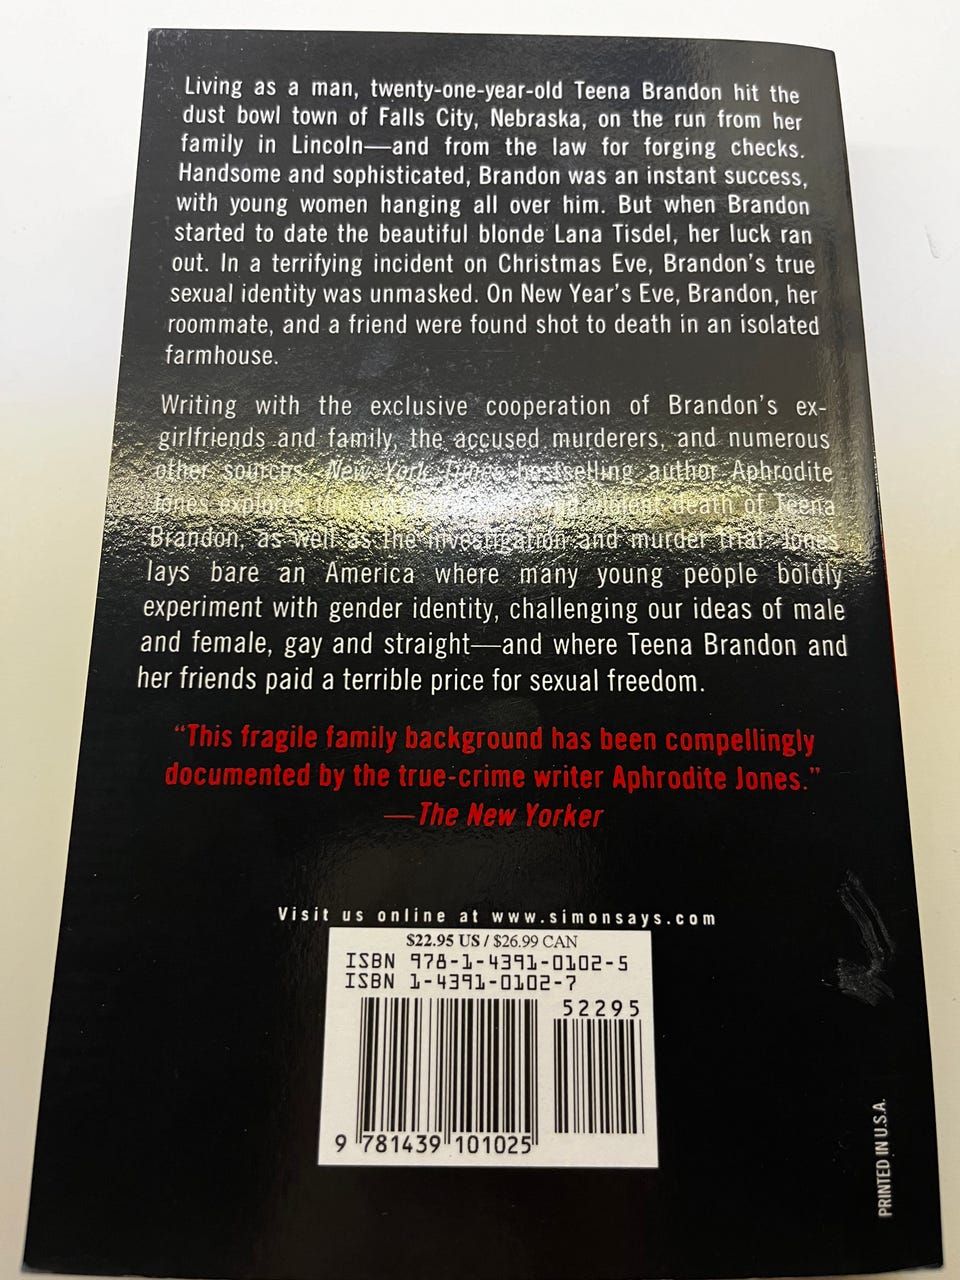 Living as a man, twenty-one-year-old Teena Brandon hit the
dust bowl town of Falls City, Nebraska, on the run from her
family in Lincoln—and from the law for forging checks.
Handsome and sophisticated, Brandon was an instant success,
with young women hanging all over him. But when Brandon
started to date the beautiful blonde Lana Tisdel, her luck ran
out. In a terrifying incident on Christmas Eve, Brandon's true
sexual identity was unmasked. On New Year's Eve, Brandon, her
roommate, and a friend were found shot to death in an isolated
farmhouse.
Writing with the exclusive cooperation of Brandon's ex-
girlfriends and family, the accused murderers, and numerous
other sources, New York Times bestselling author Aphrodite
Jones explores death of Teena
Brandon, as well as the investigation and murder trial. Jones
lays bare an America where many young people boldly
experiment with gender identity, challenging our ideas of male
and female, gay and straight—and where Teena Brandon and
her friends paid a terrible price for sexual freedom.
"This fragile family background has been compellingly
documented by the true-crime writer Aphrodite Jones."
—The New Yorker
Visit us online at www.simonsays.com
$22.95 US / $26.99 CAN
ISBN 978-1-4391-0102-5
ISBN 1-4391-0102-7
52295
9 781439 101025
PRINTED IN U.S.A.